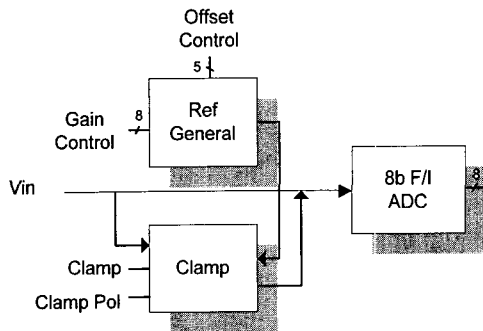 Offset
Control
5
Gain
Control
8
Ref
General
Vin
8b F/I
ADC
8
Clamp
Clamp
Clamp Pol